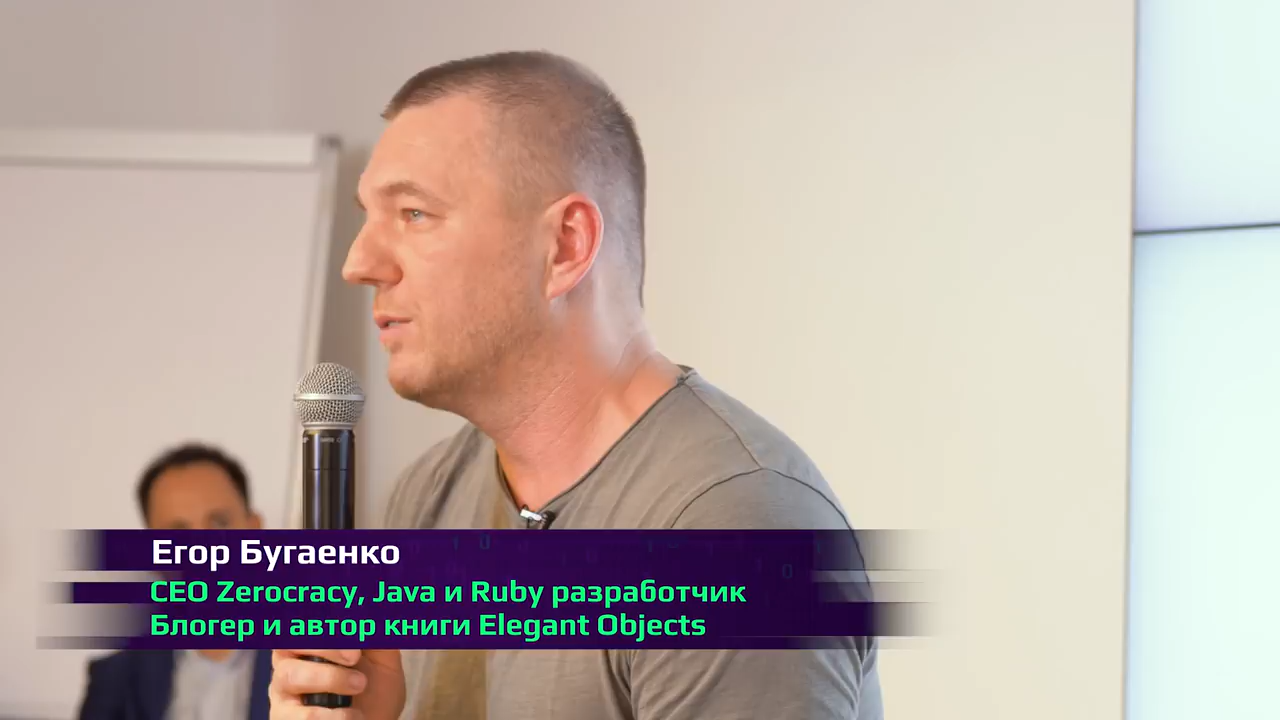 Егор Бугаенко
CEO Zerocracy, Java и Ruby разработчик
Блогер и автор книги Elegant Objects